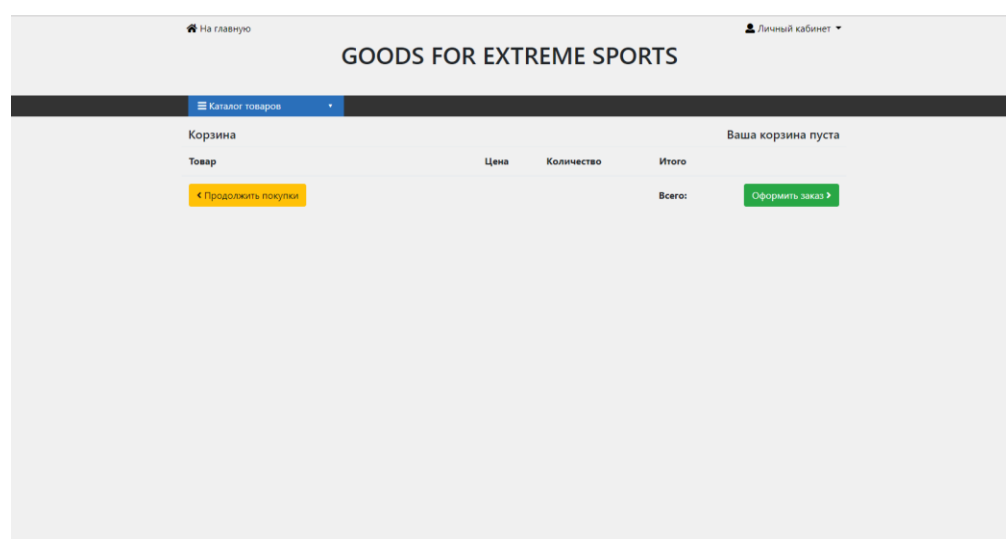 На главную Личный кабинет
GOODS FOR EXTREME SPORTS
Каталог товаров
Корзина Ваша корзина пуста
Товар Цена Количество Итого
Продолжить покупки Всего: Оформить заказ